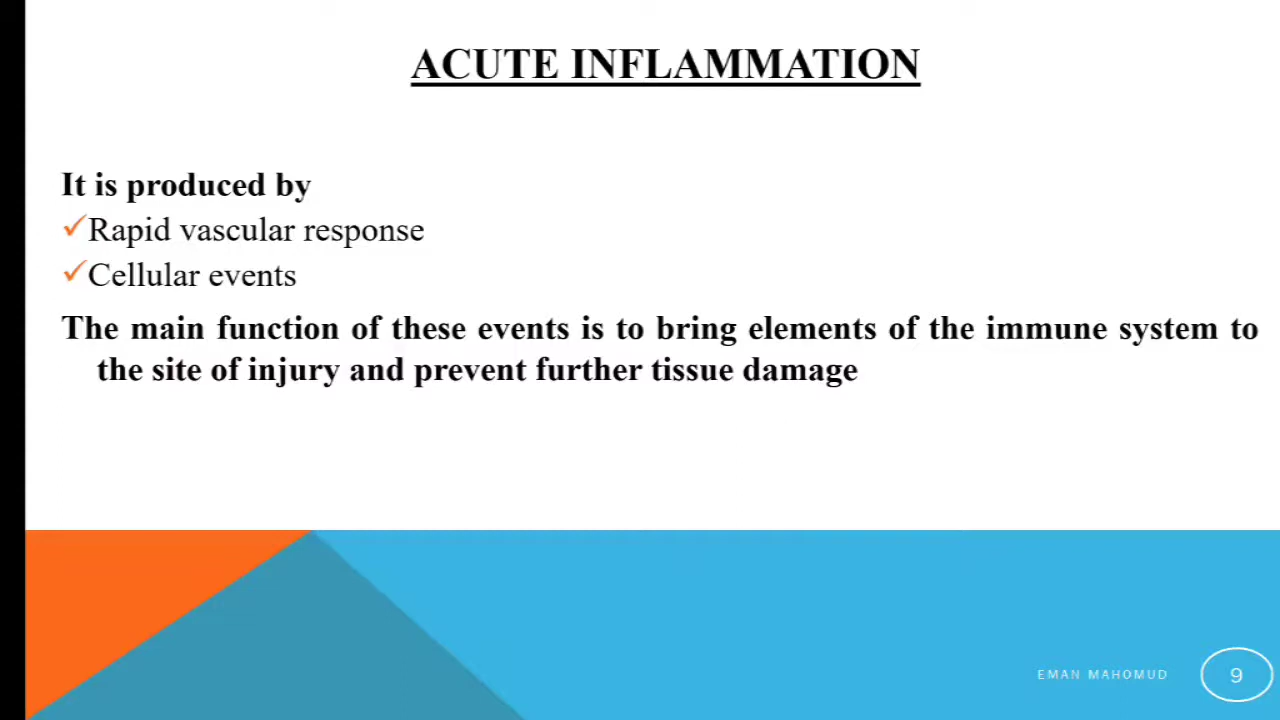 ACUTE INFLAMMATION
It is produced by
✓Rapid vascular response
✓Cellular events
The main function of these events is to bring elements of the immune system to
the site of injury and prevent further tissue damage
EMAN MAHOMUD
9